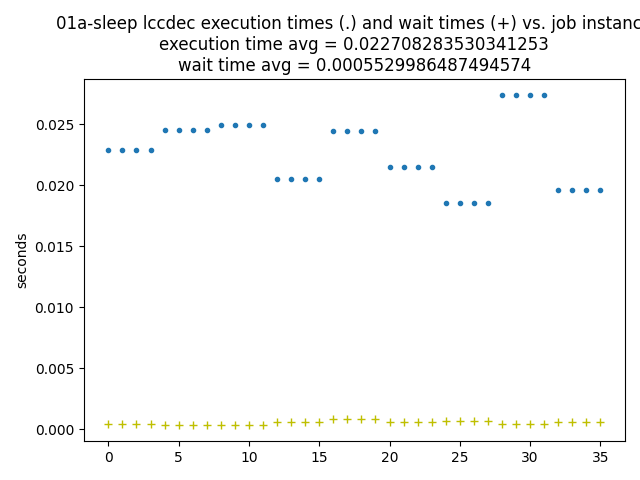 01a-sleep lccdec execution times (.) and wait times (+) vs. job instanc
execution time avg = 0.022708283530341253
wait time avg = 0.0005529986487494574
0.025
0.020
0.015
0.010
0.005
0.000
seconds
0 5 10 15 20 25 30 35